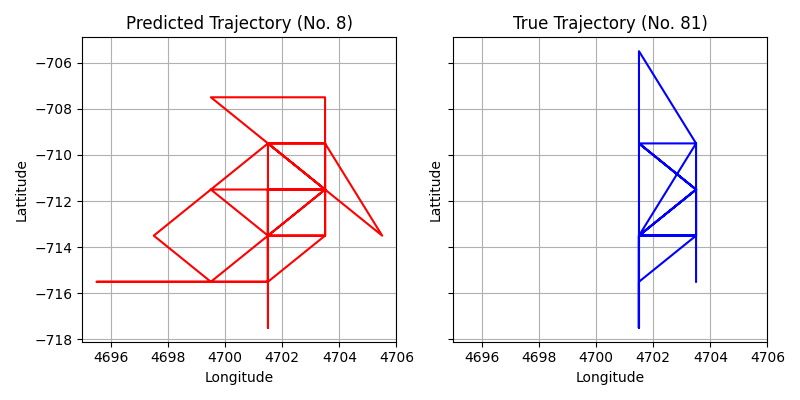 Predicted Trajectory (No. 8)
−706
−708
−710
−712
−714
−716
−718
Lattitude
4696 4698 4700 4702 4704 4706
Longitude
True Trajectory (No. 81)
Lattitude
4696 4698 4700 4702 4704 4706
Longitude